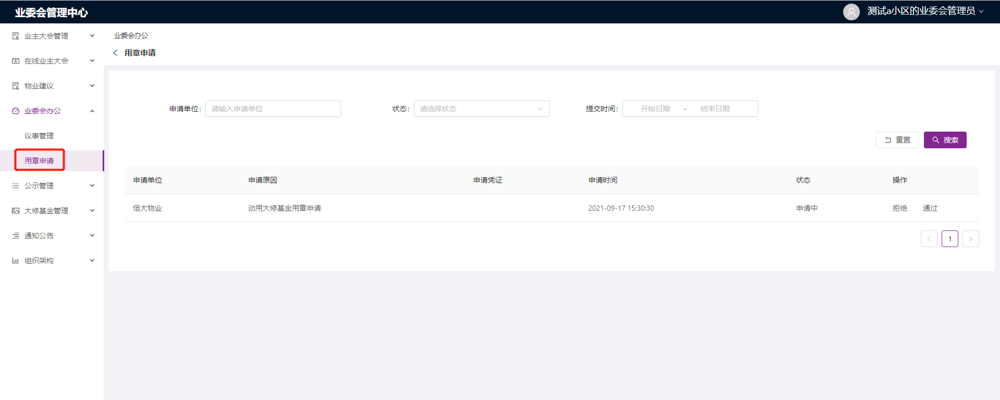 业委会管理中心
测试a小区的业委会管理员
业主大会管理
在线业主大会
物业建议
业委会办公
议事管理
用章申请
公示管理
大修基金管理
通知公告
组织架构
业委会办公
用章申请
申请单位: 请输入申请单位 状态: 请选择状态 提交时间: 开始日期 ~ 结束日期
重置 搜索
申请单位 申请原因 申请凭证 申请时间 状态 操作
恒大物业 动用大修基金用章申请 2021-09-17 15:30:30 申请中 拒绝 通过
< 1 >